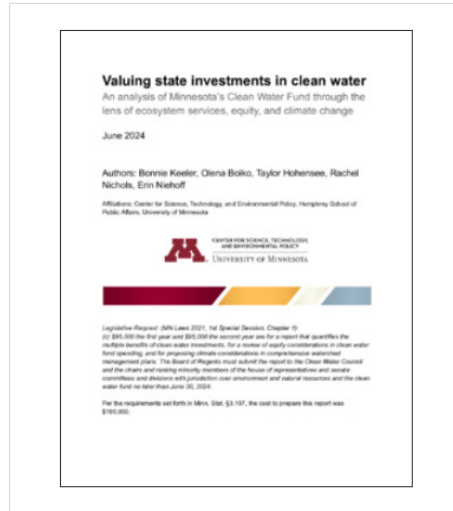 Valuing state investments in clean water
An analysis of Minnesota's Clean Water Fund through the
lens of ecosystem services, equity, and climate change
June 2024
Authors: Bonnie Keeler, Olena Boiko, Taylor Hohensee, Rachel
Nichols, Erin Niehoff
Affiliations: Center for Science, Technology, and Environmental Policy, Humphrey School of
Public Affairs, University of Minnesota
CENTER FOR SCIENCE, TECHNOLOGY,
AND ENVIRONMENTAL POLICY
UNIVERSITY OF MINNESOTA
Legislative Request: (MN Laws 2021, 1st Special Session, Chapter 1):
(c) $95,000 the first year and $95,000 the second year are for a report that quantifies the
multiple benefits of clean water investments, for a review of equity considerations in clean water
fund spending, and for proposing climate considerations in comprehensive watershed
management plans. The Board of Regents must submit the report to the Clean Water Council
and the chairs and ranking minority members of the house of representatives and senate
committees and divisions with jurisdiction over environment and natural resources and the clean
water fund no later than June 30, 2024.
Per the requirements set forth in Minn. Stat. §3.197, the cost to prepare this report was
$190,000.